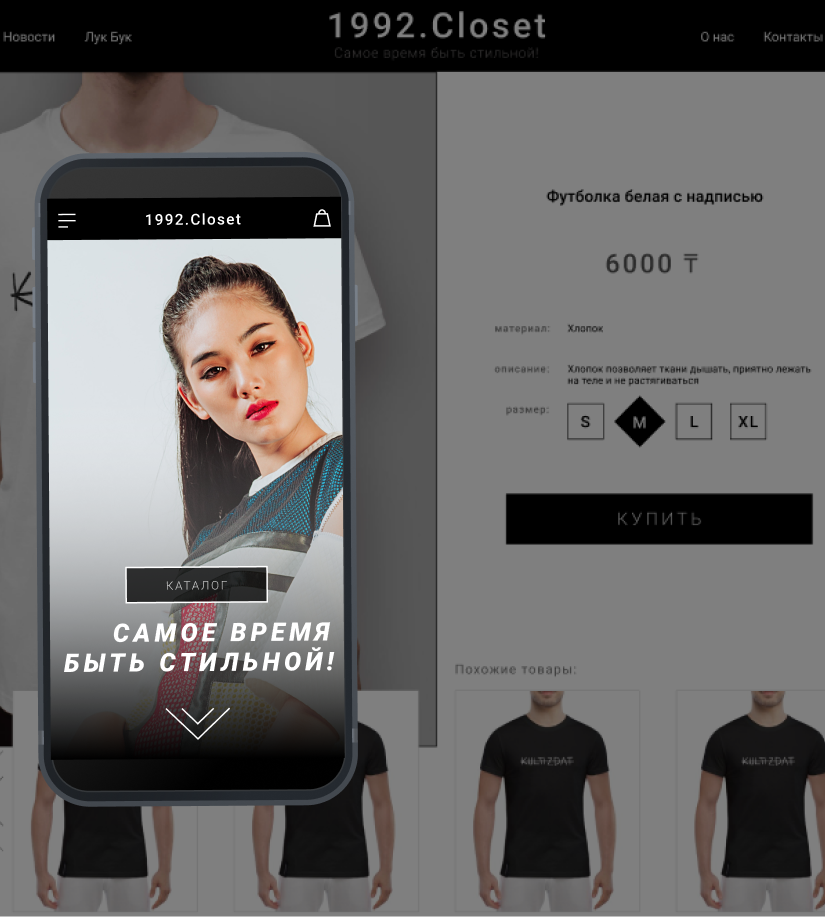 1992.Closet
Новости
Лук Бук
О нас
Контакты
Самое время быть стильной!
1992.Closet
Футболка белая с надписью
6000 ₸
материал: Хлопок
описание: Хлопок позволяет ткани дышать, приятно лежать
на теле и не растягиваться
размер:
S M L XL
КУПИТЬ
КАТАЛОГ
САМОЕ ВРЕМЯ
БЫТЬ СТИЛЬНОЙ!
Похожие товары: